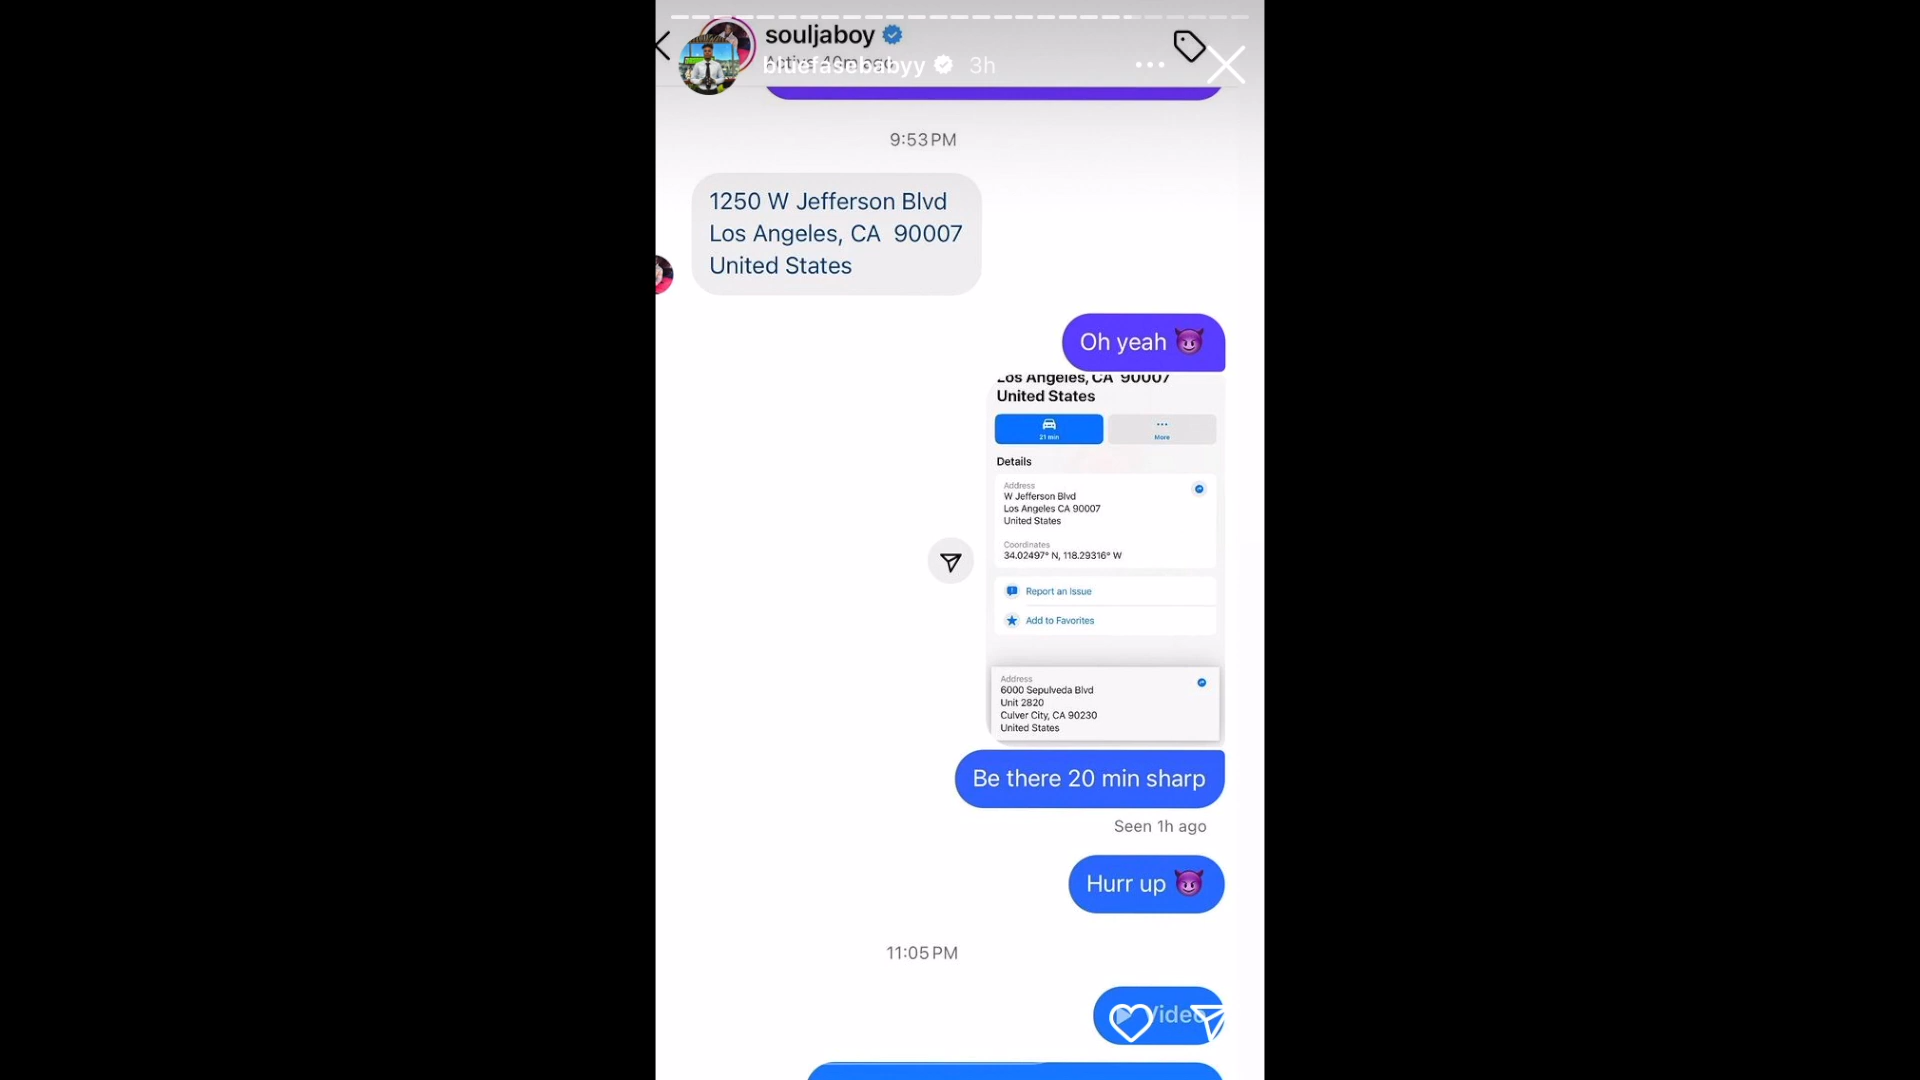 souljaboy
Active 40m ago
bluefasebabyy 3h
9:53 PM
1250 W Jefferson Blvd
Los Angeles, CA 90007
United States
Oh yeah 😈
Los Angeles, CA 90007
United States
21 min
More
Details
Address
W Jefferson Blvd
Los Angeles CA 90007
United States
Coordinates
34.02497° N, 118.29316° W
Report an Issue
Add to Favorites
Address
6000 Sepulveda Blvd
Unit 2820
Culver City, CA 90230
United States
Be there 20 min sharp
Seen 1h ago
Hurr up 😈
11:05 PM
Video